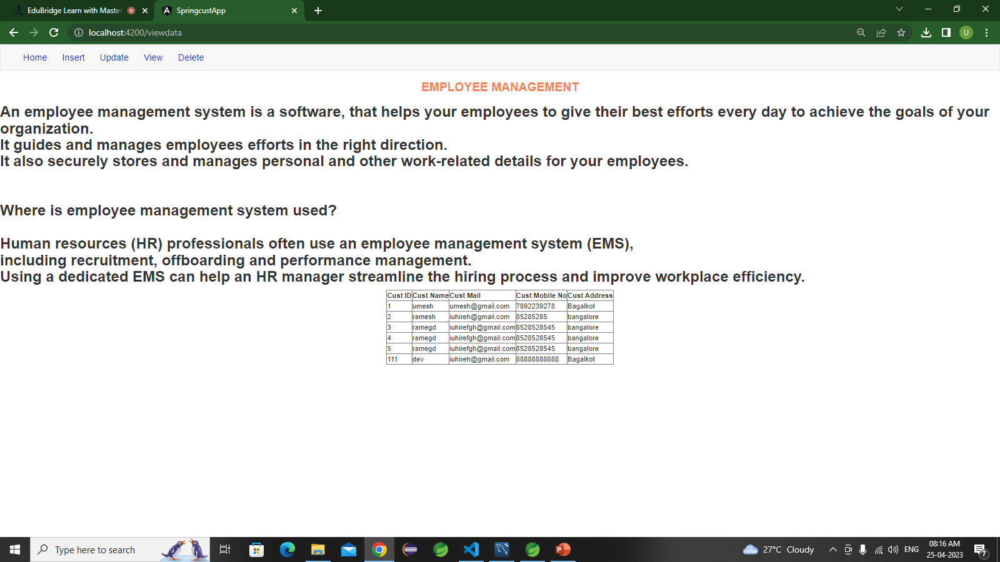 EduBridge Learn with Master
SpringcustApp
localhost:4200/viewdata
U
Home Insert Update View Delete
EMPLOYEE MANAGEMENT
An employee management system is a software, that helps your employees to give their best efforts every day to achieve the goals of your
organization.
It guides and manages employees efforts in the right direction.
It also securely stores and manages personal and other work-related details for your employees.
Where is employee management system used?
Human resources (HR) professionals often use an employee management system (EMS),
including recruitment, offboarding and performance management.
Using a dedicated EMS can help an HR manager streamline the hiring process and improve workplace efficiency.
Cust ID Cust Name Cust Mail Cust Mobile No Cust Address
1 umesh umesh@gmail.com 7892239278 Bagalkot
2 ramesh iuhireh@gmail.com 85285285 bangalore
3 ramegd iuhirefgh@gmail.com 8528528545 bangalore
4 ramegd iuhirefgh@gmail.com 8528528545 bangalore
5 ramegd iuhirefgh@gmail.com 8528528545 bangalore
111 dev iuhireh@gmail.com 88888888888 Bagalkot
Type here to search
27°C Cloudy
ENG
08:16 AM
25-04-2023
7